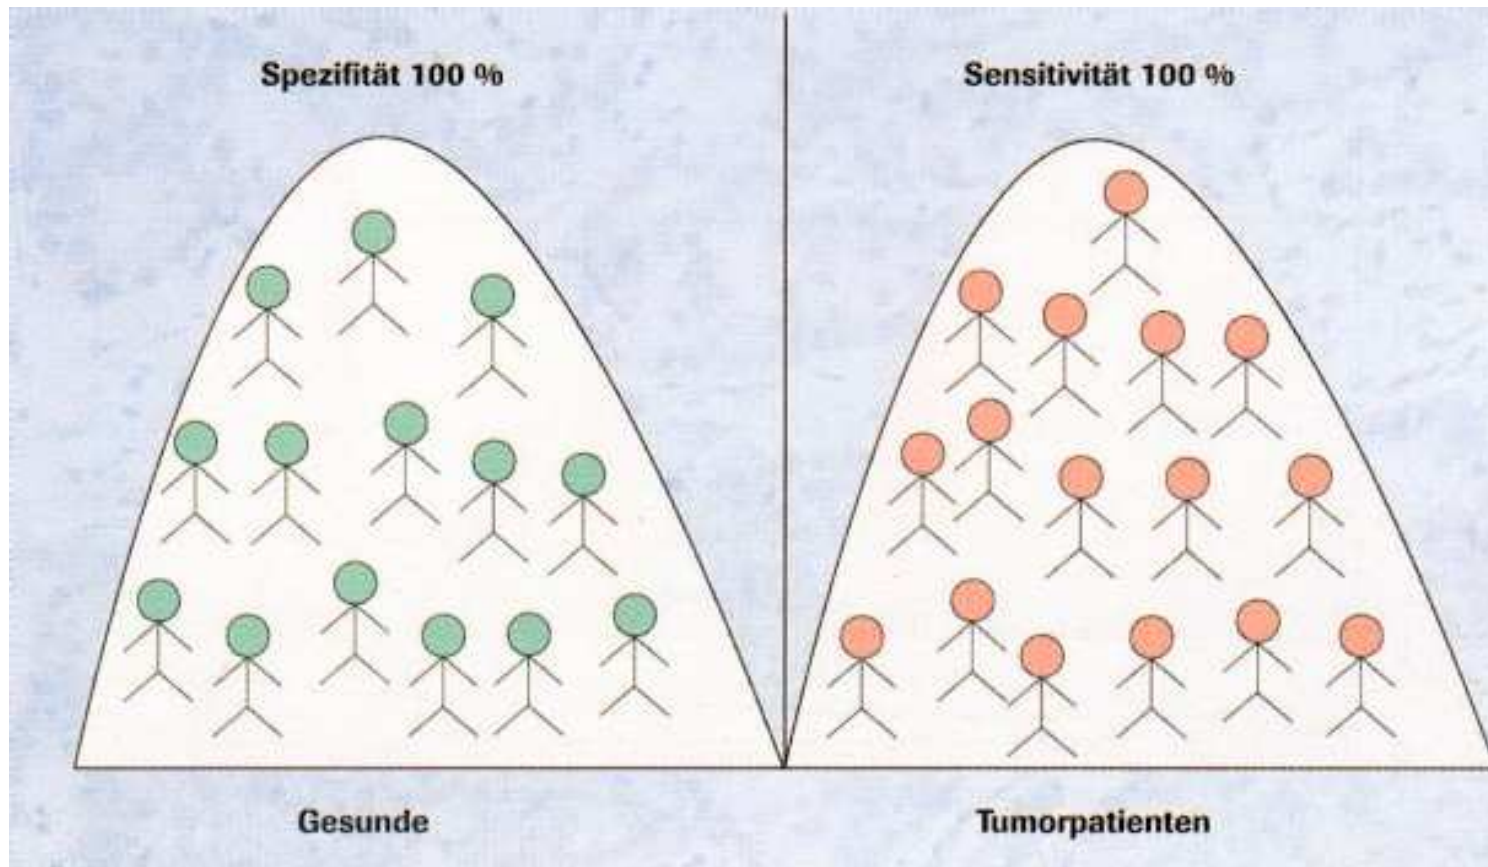 Spezifität 100 %
Sensitivität 100 %
Gesunde
Tumorpatienten